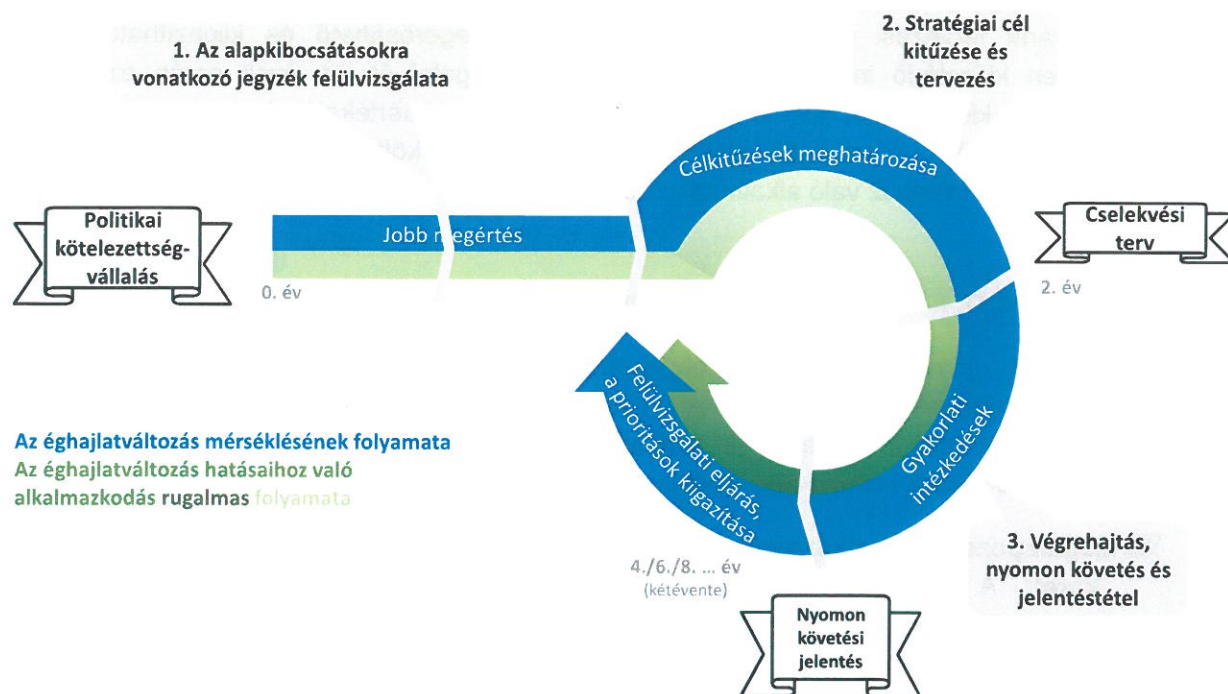 1. Az alapkibocsátásokra
vonatkozó jegyzék felülvizsgálata
2. Stratégiai cél
kitűzése és
tervezés
Célkitűzések meghatározása
Politikai
kötelezettség-
vállalás
Jobb megértés
Cselekvési
terv
0. év
2. év
Felülvizsgálati eljárás,
a prioritások kiigazítása
Gyakorlati
intézkedések
Az éghajlatváltozás mérséklésének folyamata
Az éghajlatváltozás hatásaihoz való
alkalmazkodás rugalmas folyamata
3. Végrehajtás,
nyomon követés és
jelentéstétel
4./6./8. ... év
(kétévente)
Nyomon
követési
jelentés